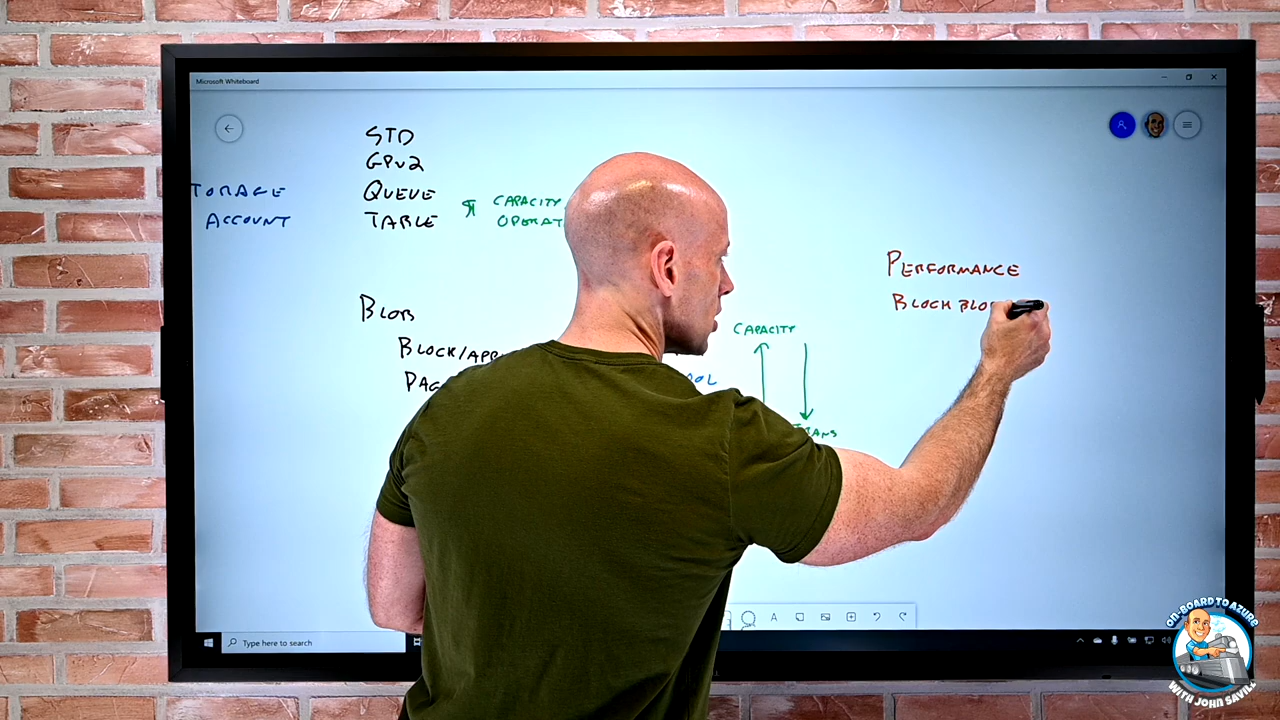 Microsoft Whiteboard
STD
GPv2
TORAGE
QUEUE
ACCOUNT
TABLE
CAPACITY
OPERAT
BLOB
BLOCK/APP
PAG
OOL
CAPACITY
TRANS
PERFORMANCE
BLOCK BLO
Type here to search
ON-BOARD TO AZURE
WITH JOHN SAVILL